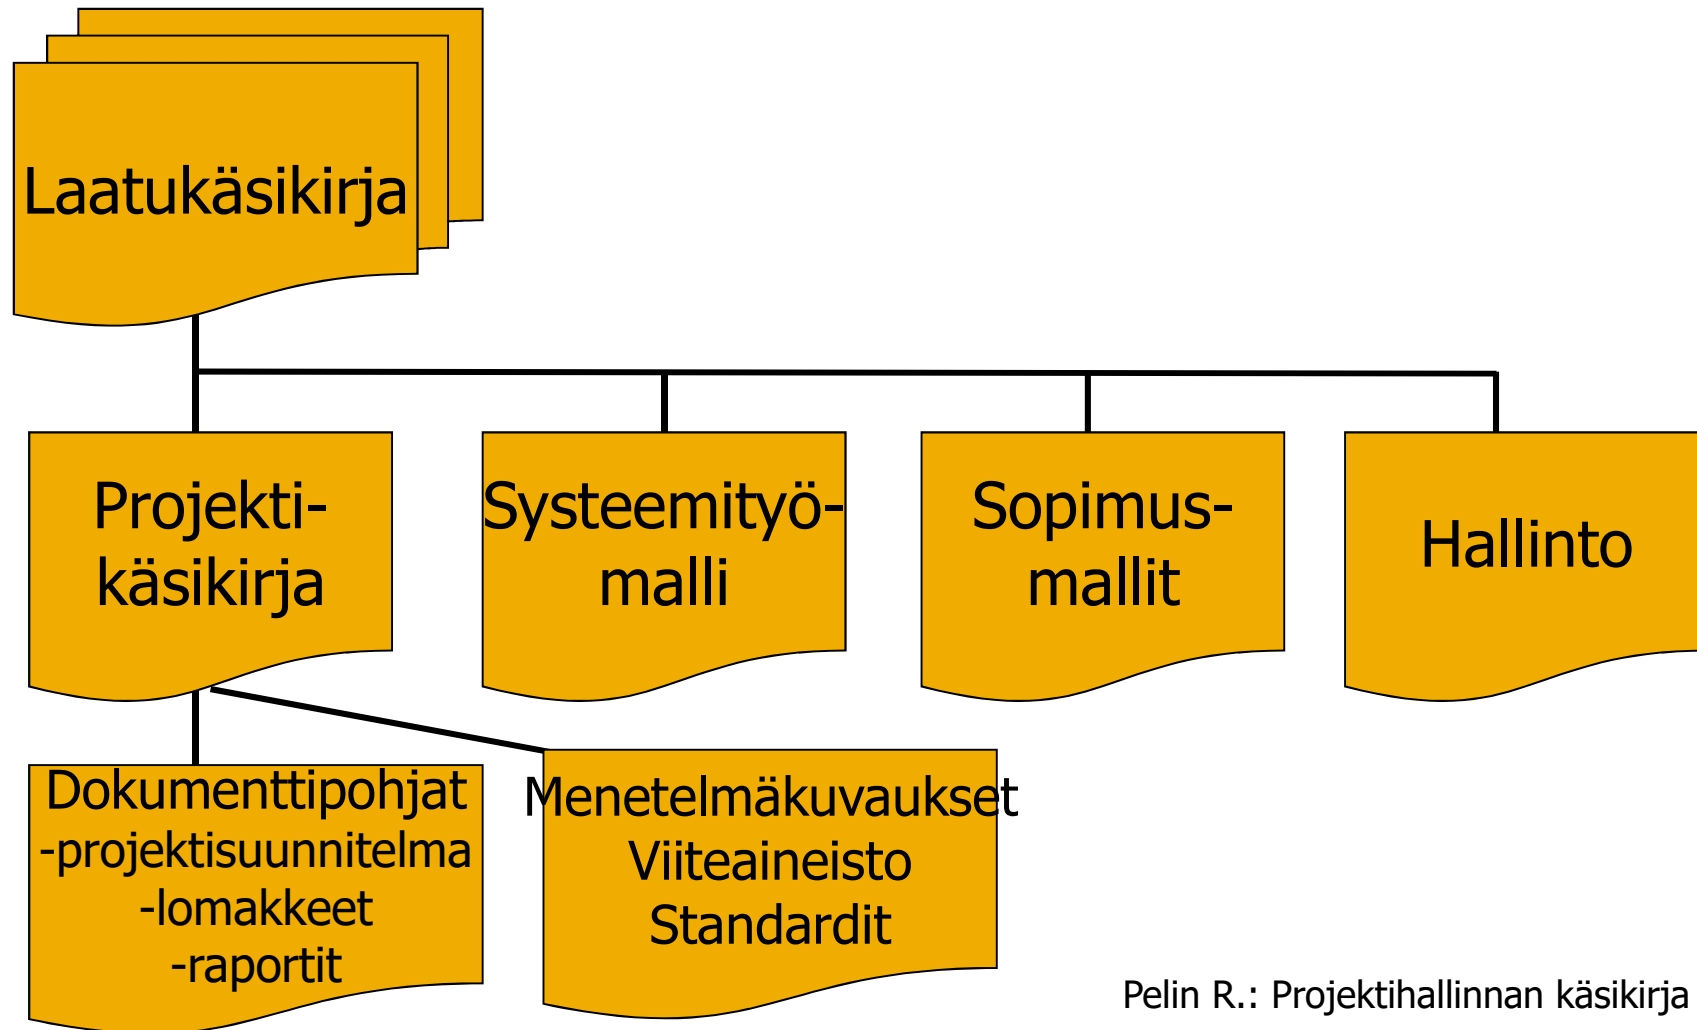 Laatukäsikirja
Projekti-
käsikirja
Systeemityö-
malli
Sopimus-
mallit
Hallinto
Dokumenttipohjat
-projektisuunnitelma
-lomakkeet
-raportit
Menetelmäkuvaukset
Viiteaineisto
Standardit
Pelin R.: Projektihallinnan käsikirja